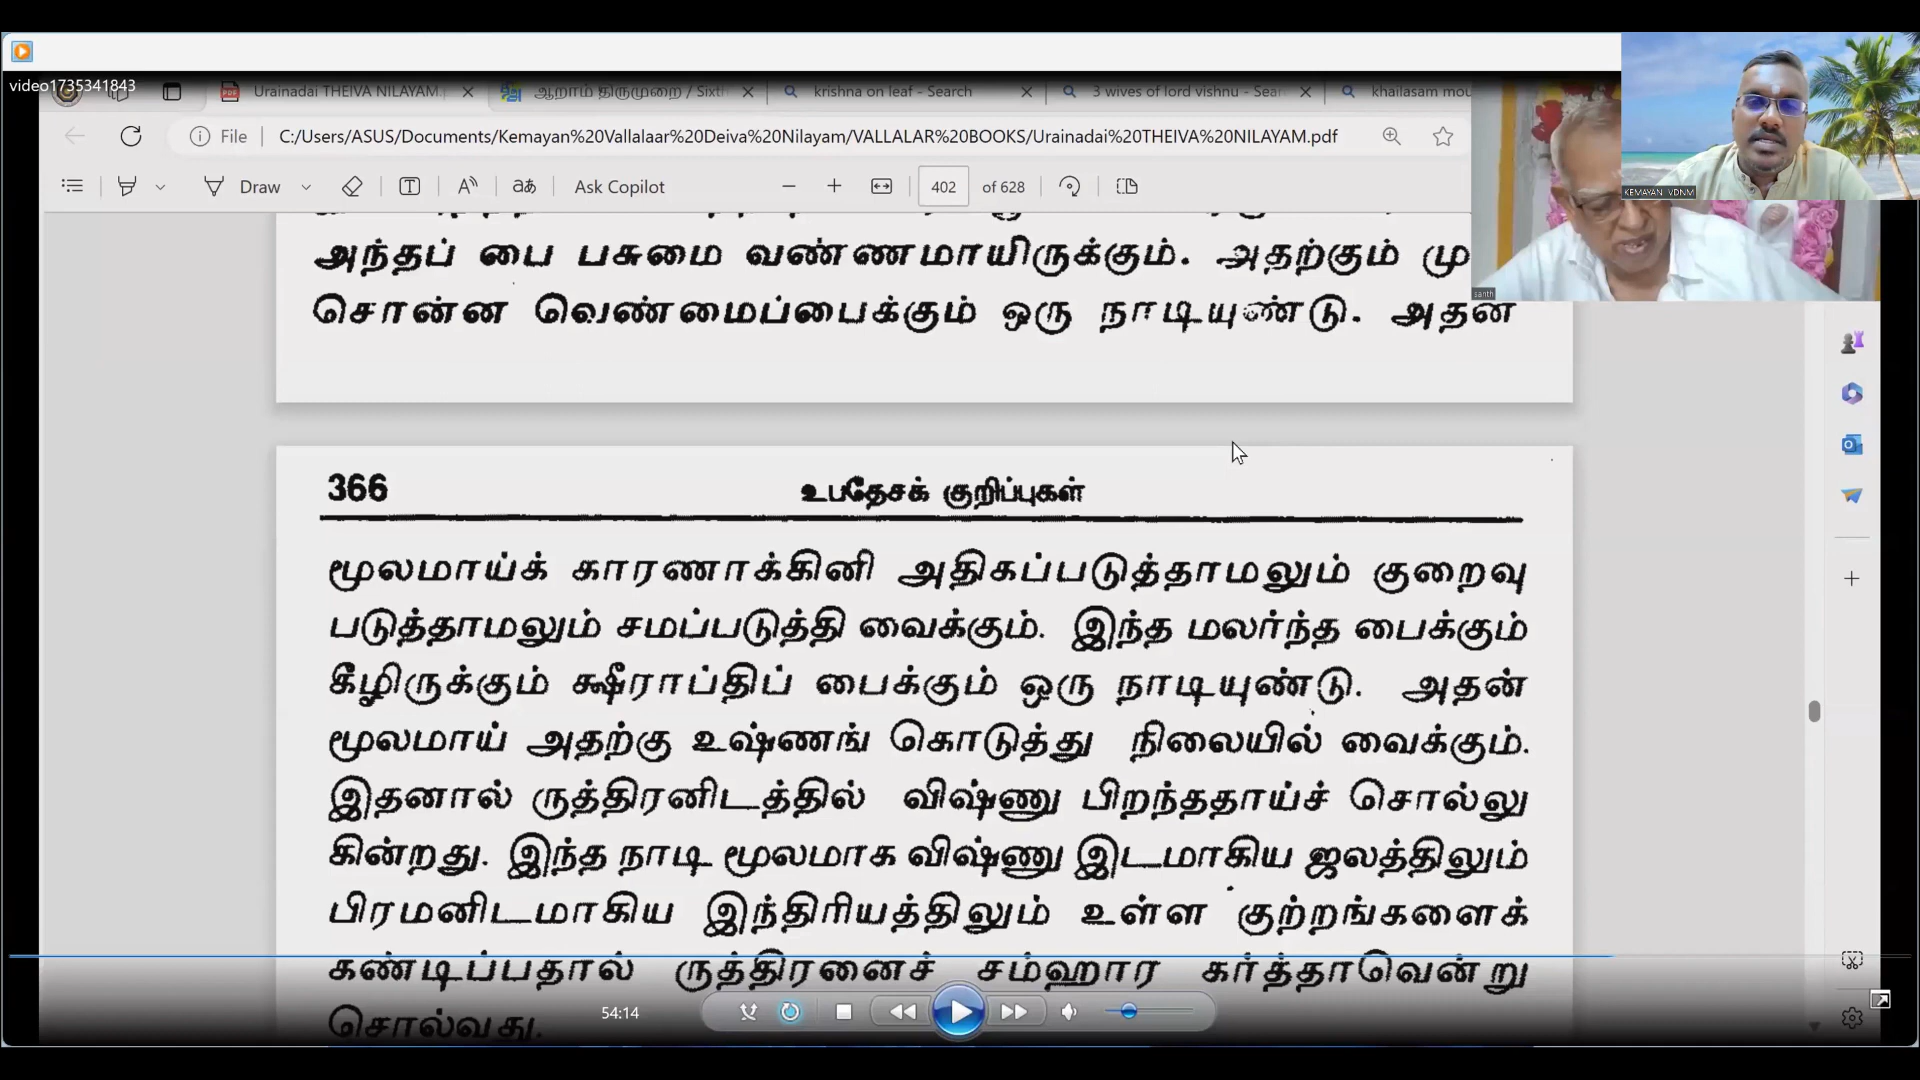 video1735341843
Urainadai THEIVA NILAYAM.
ஆறாம் திருமுறை / Sixth
krishna on leaf - Search
3 wives of lord vishnu - Sear
khailasam mou
File
C:/Users/ASUS/Documents/Kemayan%20Vallalaar%20Deiva%20Nilayam/VALLALAR%20BOOKS/Urainadai%20THEIVA%20NILAYAM.pdf
Draw
Ask Copilot
402 of 628
KEMAYAN VDNM
santh
அந்தப் பை பசுமை வண்ணமாயிருக்கும். அதற்கும் மு
சொன்ன வெண்மைப்பைக்கும் ஒரு நாடியுண்டு. அதன்
366 உபதேசக் குறிப்புகள்
மூலமாய்க் காரணாக்கினி அதிகப்படுத்தாமலும் குறைவு
படுத்தாமலும் சமப்படுத்தி வைக்கும். இந்த மலர்ந்த பைக்கும்
கீழிருக்கும் க்ஷீராப்திப் பைக்கும் ஒரு நாடியுண்டு. அதன்
மூலமாய் அதற்கு உஷ்ணங் கொடுத்து நிலையில் வைக்கும்.
இதனால் ருத்திரனிடத்தில் விஷ்ணு பிறந்ததாய்ச் சொல்லு
கின்றது. இந்த நாடி மூலமாக விஷ்ணு இடமாகிய ஜலத்திலும்
பிரமனிடமாகிய இந்திரியத்திலும் உள்ள குற்றங்களைக்
கண்டிப்பதால் ருத்திரனைச் சம்ஹார கர்த்தாவென்று
சொல்வது.
54:14